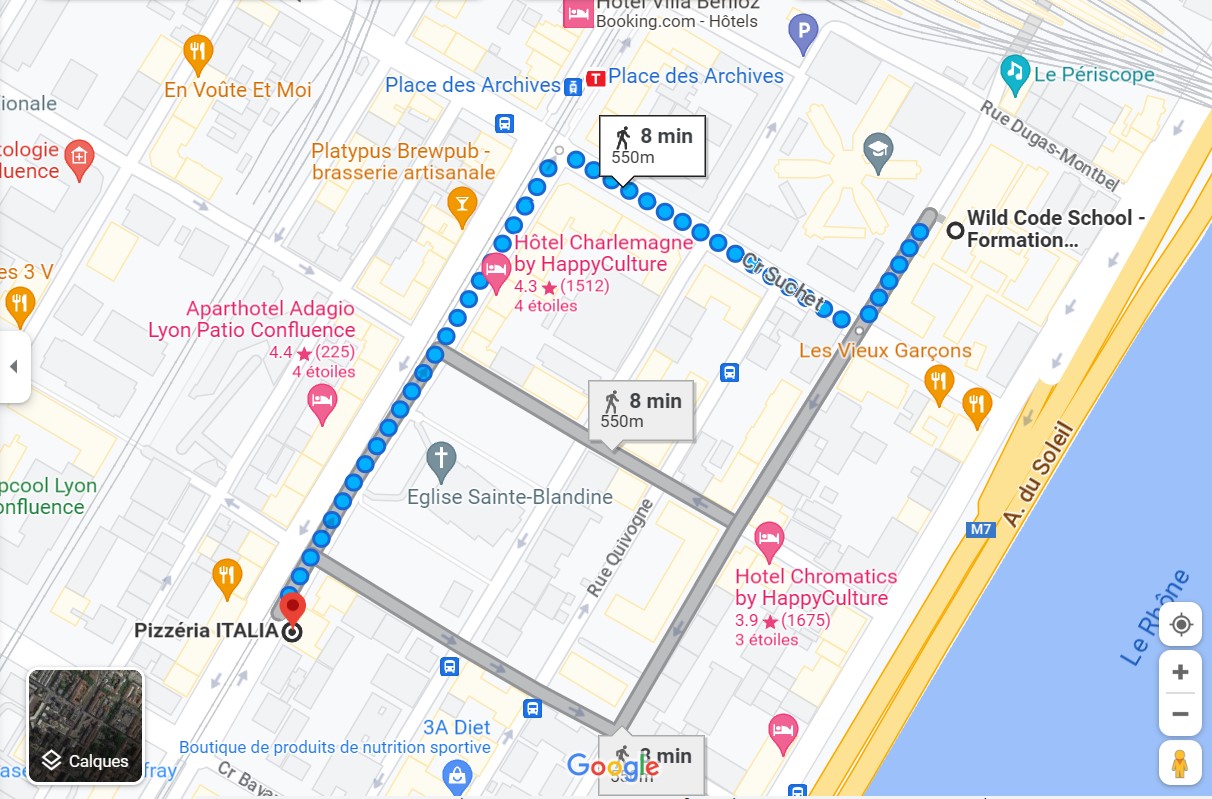 Hôtel Villa Berlioz
Booking.com - Hôtels
P
En Voûte Et Moi
Place des Archives
T
Place des Archives
Le Périscope
ionale
Rue Dugas-Montbel
8 min
550m
Platypus Brewpub -
brasserie artisanale
Wild Code School -
Formation...
Hôtel Charlemagne
by HappyCulture
4.3 ★ (1512)
4 étoiles
Cr Suchet
es 3 V
Aparthotel Adagio
Lyon Patio Confluence
4.4 ★ (225)
4 étoiles
Les Vieux Garçons
8 min
550m
Eglise Sainte-Blandine
pcool Lyon
onfluence
Rue Quivogne
A. du Soleil
M7
Hotel Chromatics
by HappyCulture
3.9 ★ (1675)
3 étoiles
Le Rhône
Pizzéria ITALIA
3A Diet
Boutique de produits de nutrition sportive
8 min
550m
Google
Calques
fray